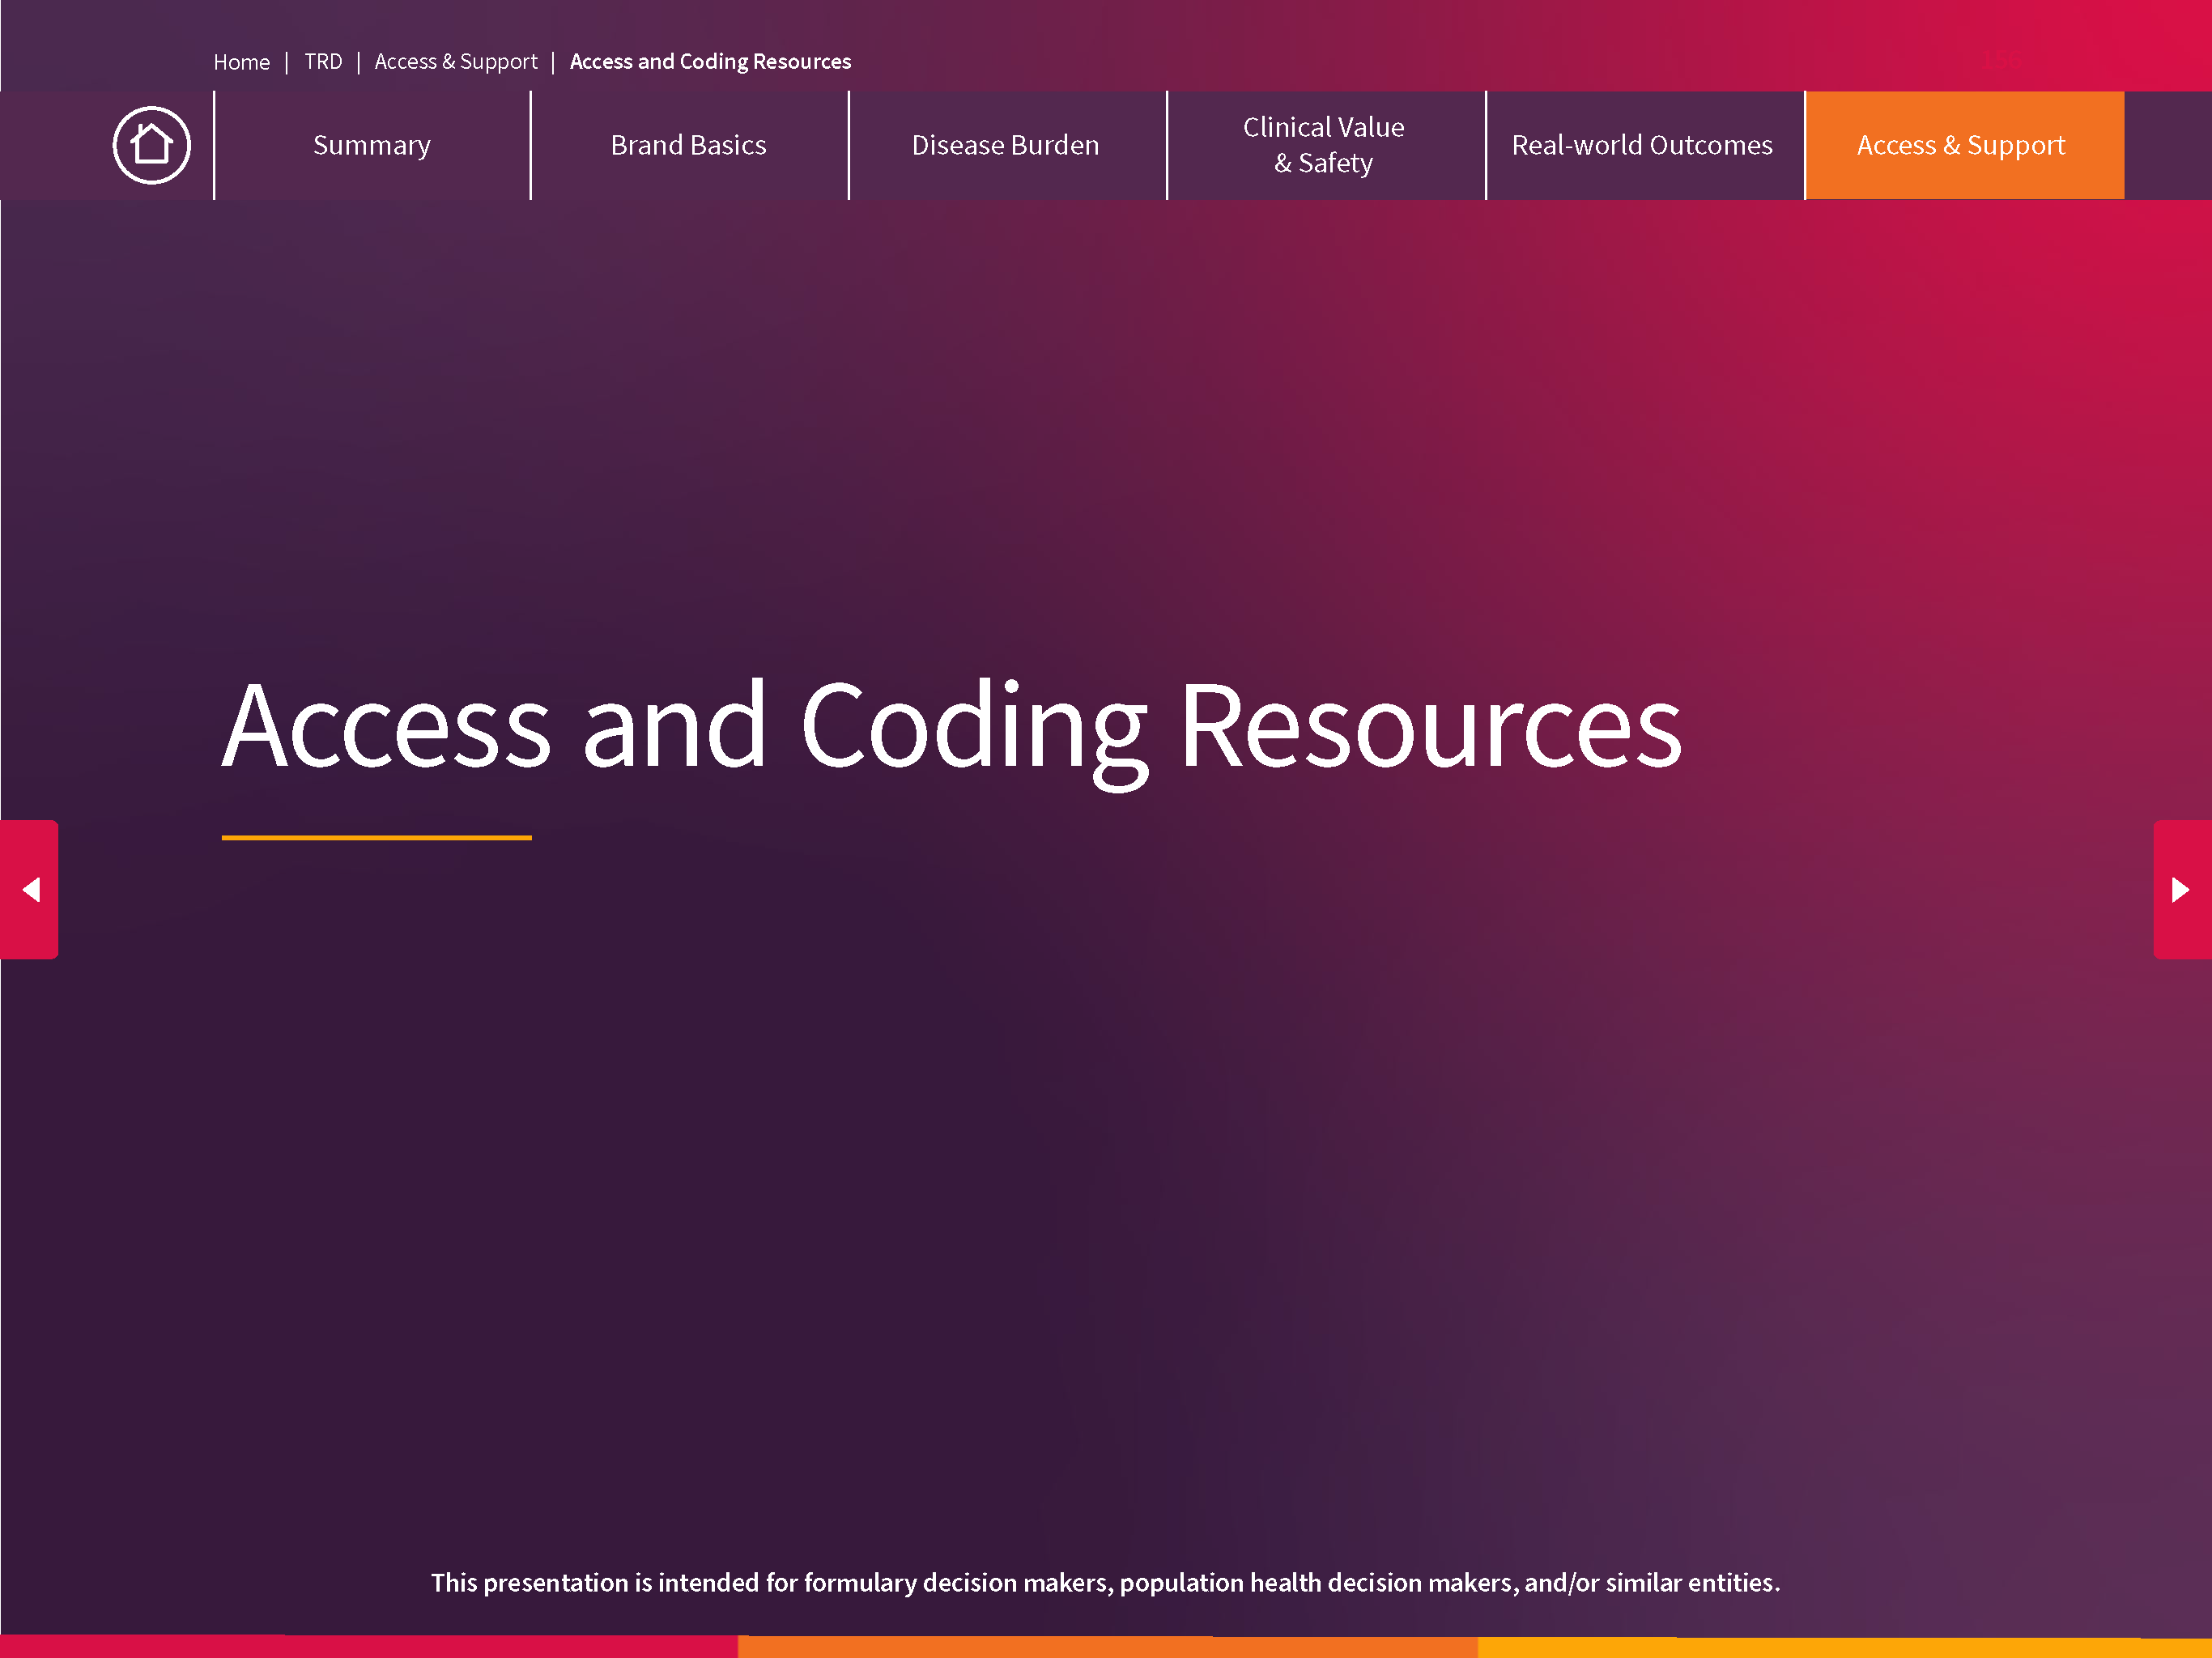 Home | TRD | Access & Support | Access and Coding Resources
Summary
Brand Basics
Disease Burden
Clinical Value
& Safety
Real-world Outcomes
Access & Support
Access and Coding Resources
This presentation is intended for formulary decision makers, population health decision makers, and/or similar entities.